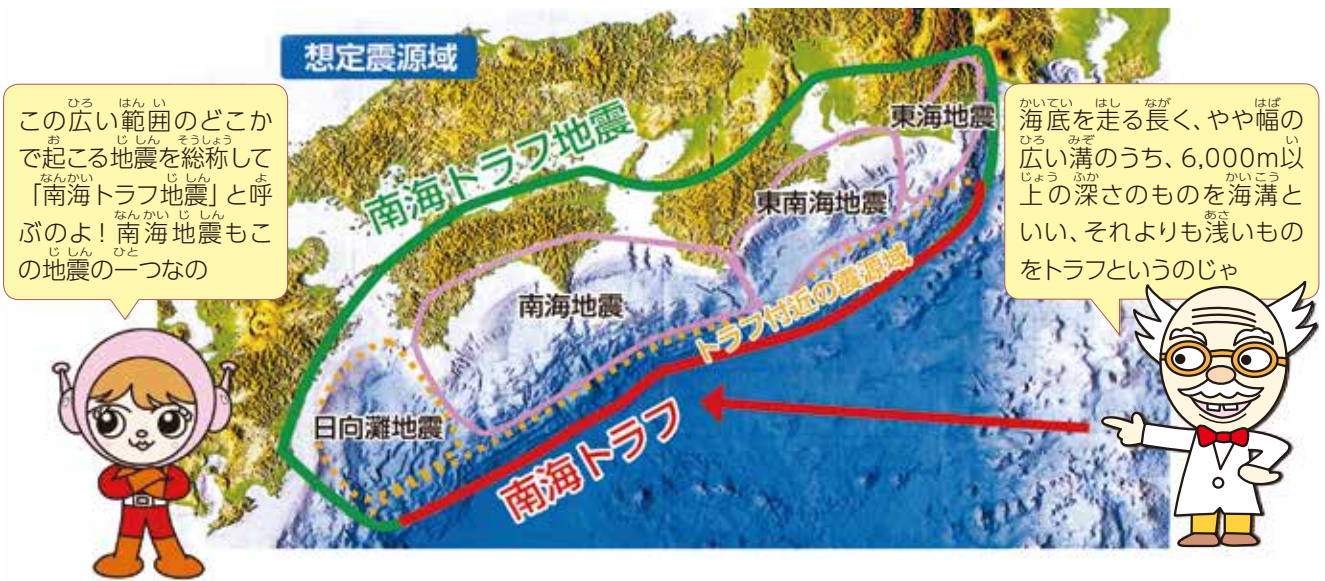 想定震源域
この広い範囲のどこか
で起こる地震を総称して
「南海トラフ地震」と呼
ぶのよ！南海地震もこ
の地震の一つなの
南海トラフ地震
東海地震
東南海地震
南海地震
トラフ付近の震源域
日向灘地震
南海トラフ
海底を走る長く、やや幅の
広い溝のうち、6,000m以
上の深さのものを海溝と
いい、それよりも浅いもの
をトラフというのじゃ